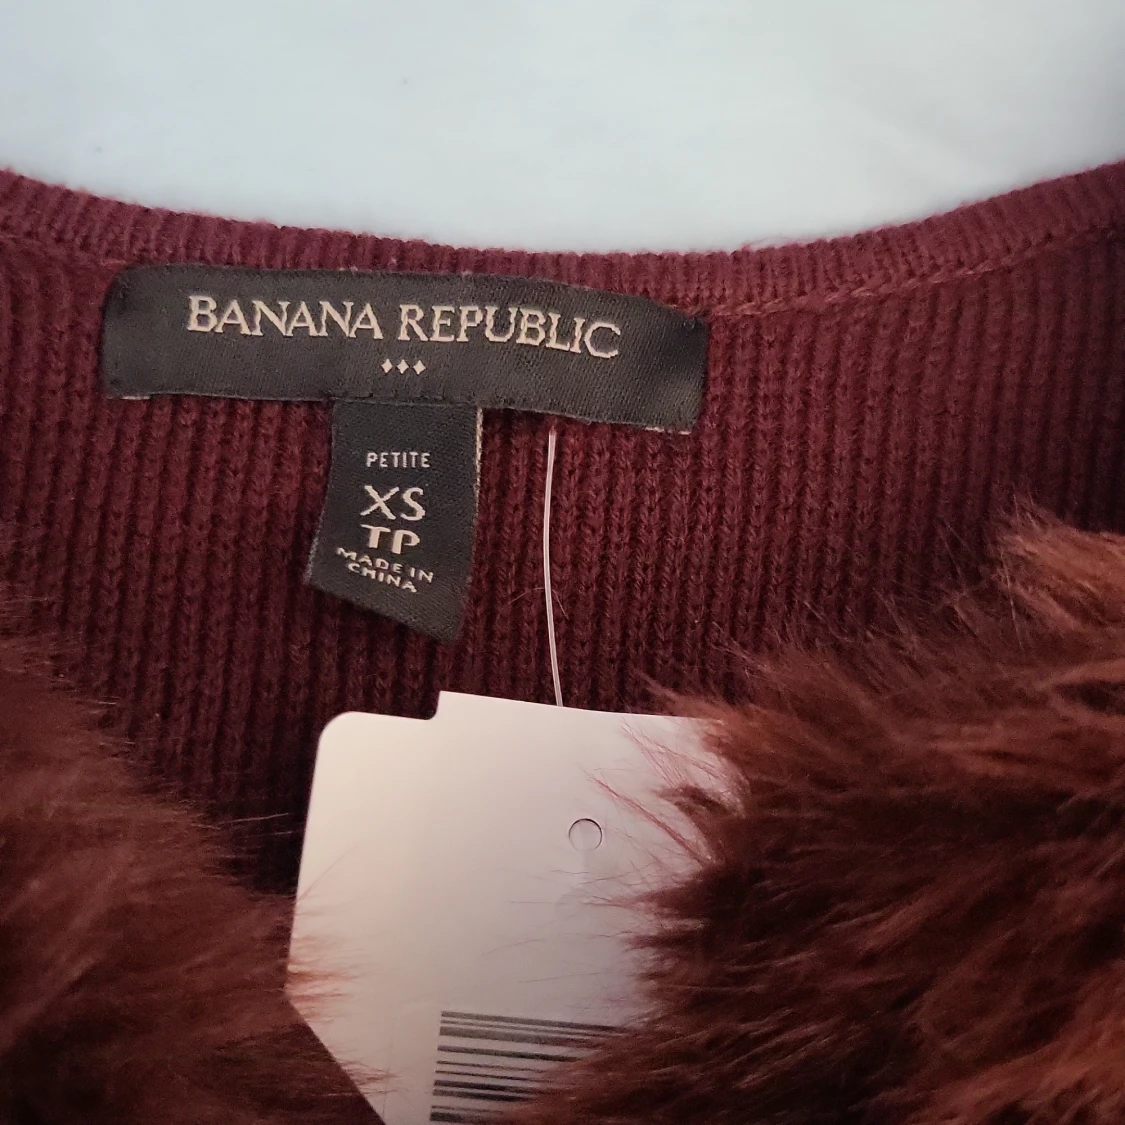 BANANA REPUBLIC
PETITE
XS
TP
MADE IN
CHINA